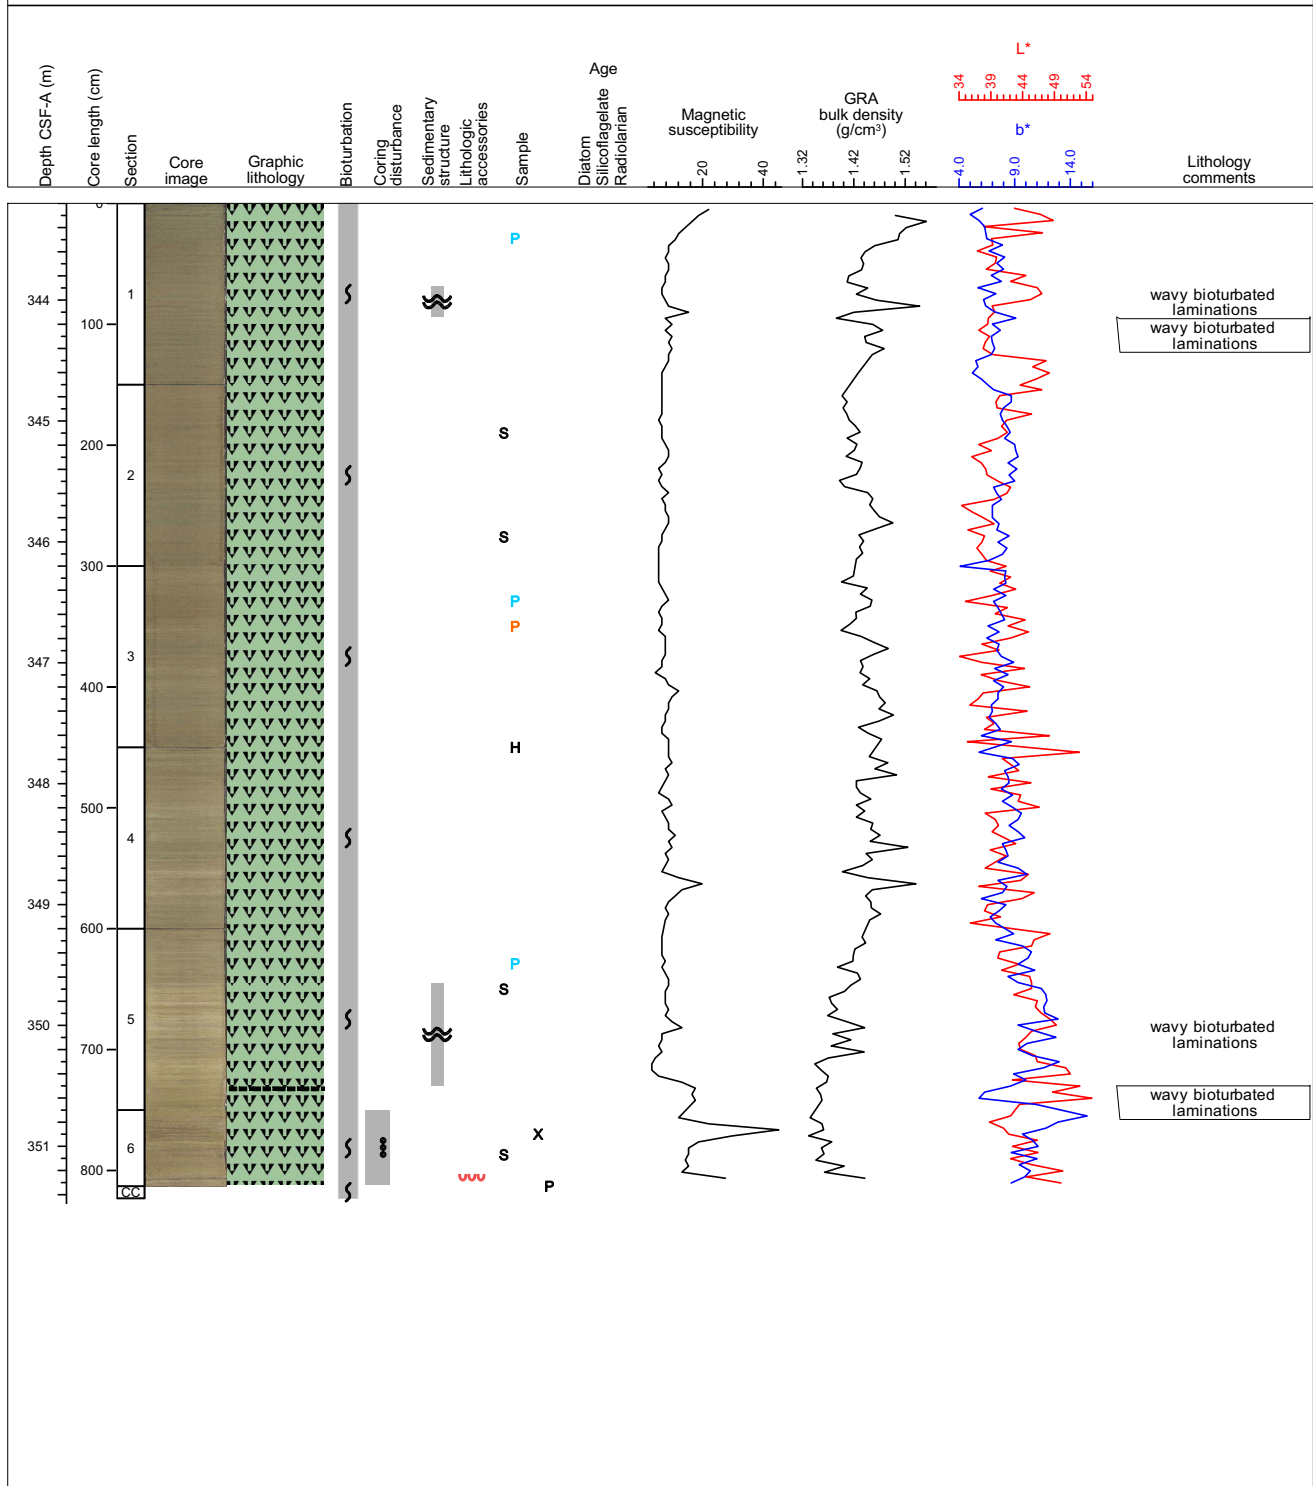 Depth CSF-A (m)
Core length (cm)
Section
Core
image
Graphic
lithology
Bioturbation
Coring
disturbance
Sedimentary
structure
Lithologic
accessories
Sample
Age
Diatom
Silicoflagelate
Radiolarian
Magnetic
susceptibility
20 40
GRA
bulk density
(g/cm³)
1.32 1.42 1.52
L*
34 39 44 49 54
b*
4.0 9.0 14.0
Lithology
comments
0
P
1
344
wavy bioturbated
laminations
100
wavy bioturbated
laminations
345
S
200
2
S
346
300
P
P
3
347
400
H
348
500
4
349
600
P
S
5
350
wavy bioturbated
laminations
700
wavy bioturbated
laminations
X
351
6
S
800
P
CC